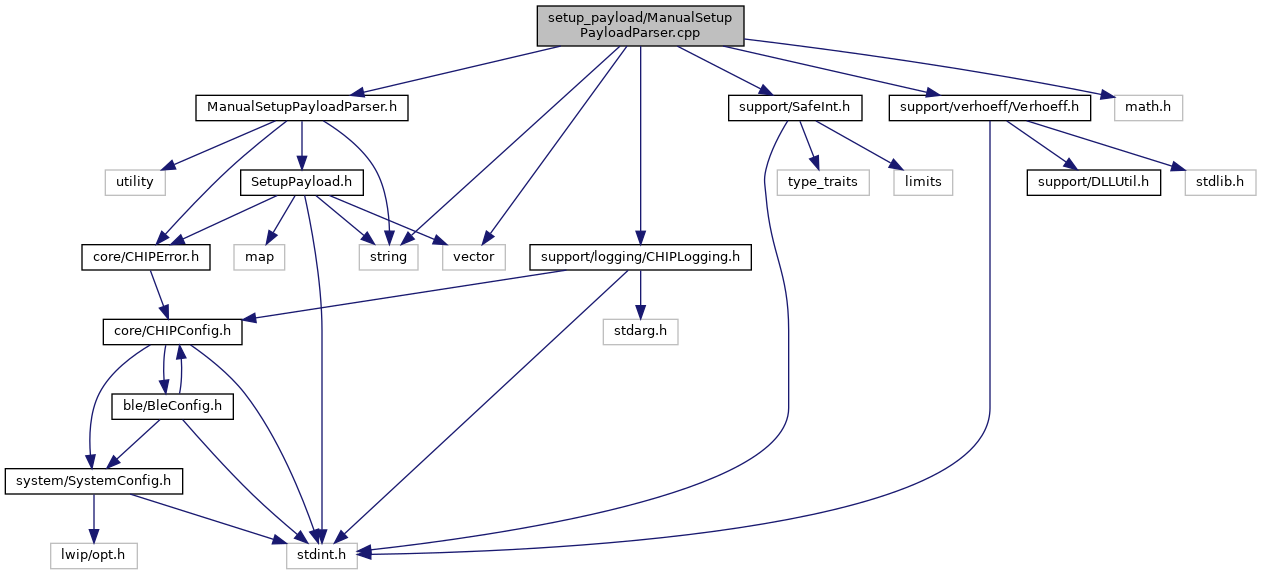 setup_payload/ManualSetup
PayloadParser.cpp
ManualSetupPayloadParser.h
support/SafeInt.h
support/verhoeff/Verhoeff.h
math.h
utility
SetupPayload.h
type_traits
limits
support/DLLUtil.h
stdlib.h
core/CHIPError.h
map
string
vector
support/logging/CHIPLogging.h
core/CHIPConfig.h
stdarg.h
ble/BleConfig.h
system/SystemConfig.h
lwip/opt.h
stdint.h